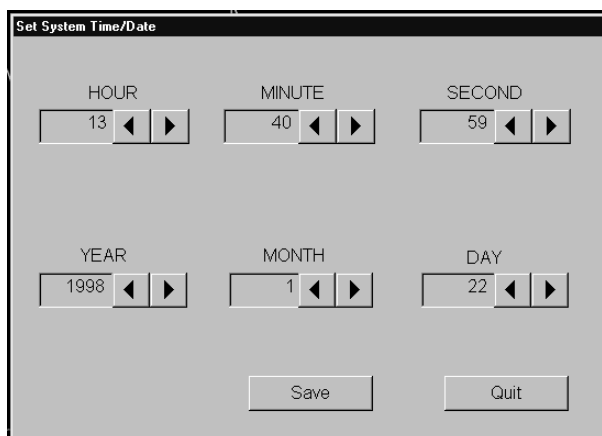 Set System Time/Date
HOUR MINUTE SECOND
13 40 59
YEAR MONTH DAY
1998 1 22
Save Quit